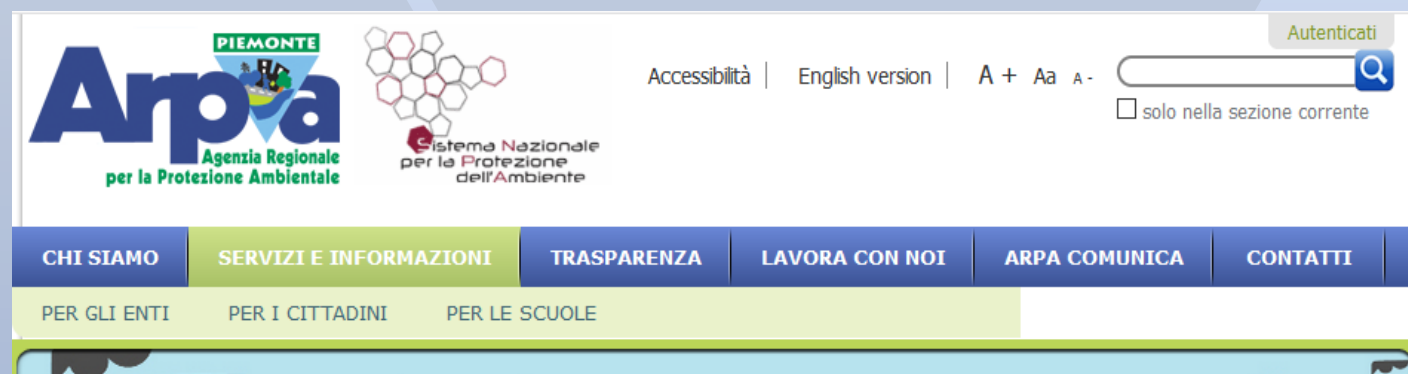 Autenticati
PIEMONTE
Arpa
Agenzia Regionale
per la Protezione Ambientale
Sistema Nazionale
per la Protezione
dell'Ambiente
Accessibilità | English version | A + Aa A -
solo nella sezione corrente
CHI SIAMO SERVIZI E INFORMAZIONI TRASPARENZA LAVORA CON NOI ARPA COMUNICA CONTATTI
PER GLI ENTI PER I CITTADINI PER LE SCUOLE